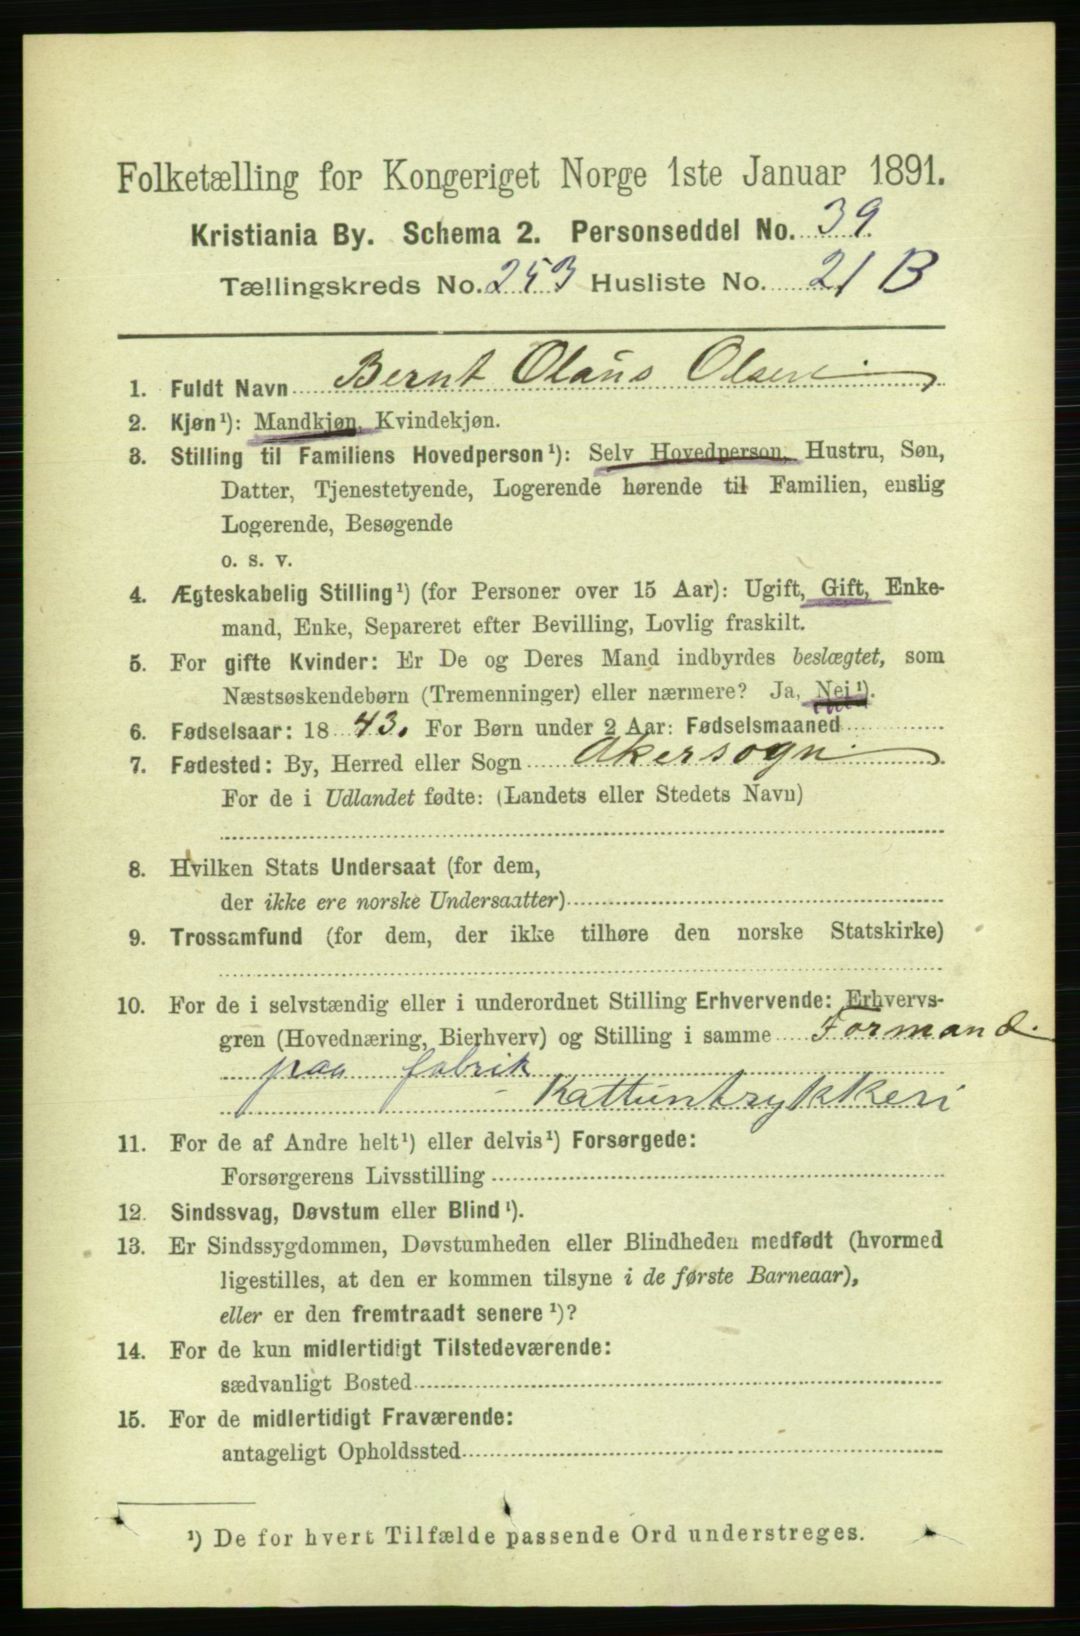 Folketælling for Kongeriget Norge 1ste Januar 1891.
Kristiania By. Schema 2. Personseddel No. 39
Tællingskreds No. 253 Husliste No. 21 B
1. Fuldt Navn Bernt Olaus Olsen
2. Kjøn¹): Mandkjøn, Kvindekjøn.
3. Stilling til Familiens Hovedperson¹): Selv Hovedperson, Hustru, Søn,
Datter, Tjenestetyende, Logerende hørende til Familien, enslig
Logerende, Besøgende
o. s. v.
4. Ægteskabelig Stilling¹) (for Personer over 15 Aar): Ugift, Gift, Enke-
mand, Enke, Separeret efter Bevilling, Lovlig fraskilt.
5. For gifte Kvinder: Er De og Deres Mand indbyrdes beslægtet, som
Næstsøskendebørn (Tremenninger) eller nærmere? Ja, Nei¹).
6. Fødselsaar: 1843. For Børn under 2 Aar: Fødselsmaaned
7. Fødested: By, Herred eller Sogn Akersogn.
For de i Udlandet fødte: (Landets eller Stedets Navn)
8. Hvilken Stats Undersaat (for dem,
der ikke ere norske Undersaatter)
9. Trossamfund (for dem, der ikke tilhøre den norske Statskirke)
10. For de i selvstændig eller i underordnet Stilling Erhvervende: Erhvervs-
gren (Hovednæring, Bierhverv) og Stilling i samme Formand
paa fabrik
- Kattuntrykkeri
11. For de af Andre helt¹) eller delvis¹) Forsørgede:
Forsørgerens Livsstilling
12. Sindssvag, Døvstum eller Blind¹).
13. Er Sindssygdommen, Døvstumheden eller Blindheden medfødt (hvormed
ligestilles, at den er kommen tilsyne i de første Barneaar),
eller er den fremtraadt senere¹)?
14. For de kun midlertidigt Tilstedeværende:
sædvanligt Bosted
15. For de midlertidigt Fraværende:
antageligt Opholdssted
¹) De for hvert Tilfælde passende Ord understreges.